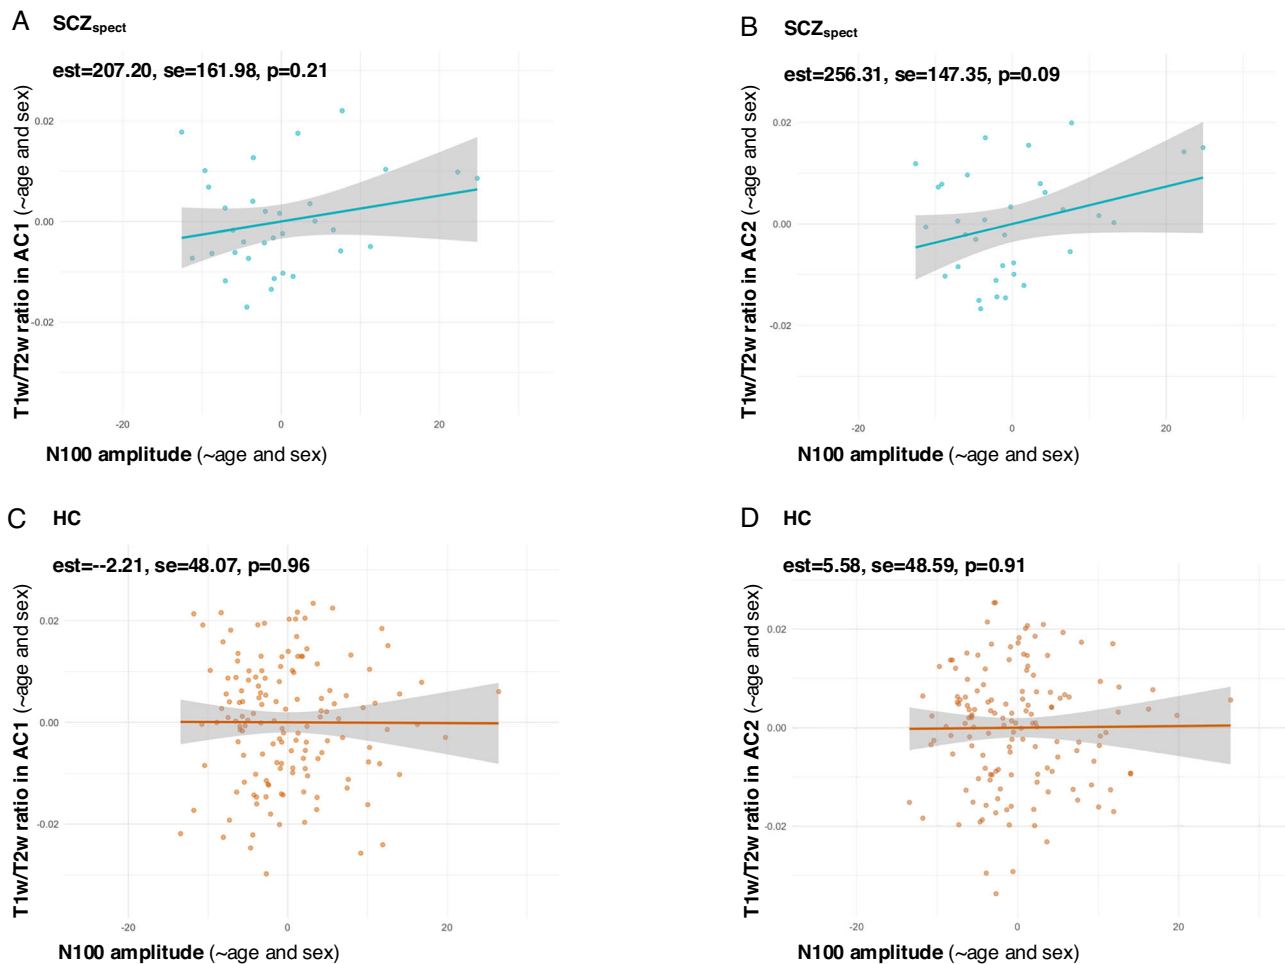 A SCZspect
est=207.20, se=161.98, p=0.21
T1w/T2w ratio in AC1 (~age and sex)
0.02
0.00
-0.02
-20 0 20
N100 amplitude (~age and sex)
B SCZspect
est=256.31, se=147.35, p=0.09
T1w/T2w ratio in AC2 (~age and sex)
0.02
0.00
-0.02
-20 0 20
N100 amplitude (~age and sex)
C HC
est=--2.21, se=48.07, p=0.96
T1w/T2w ratio in AC1 (~age and sex)
0.02
0.00
-0.02
-20 0 20
N100 amplitude (~age and sex)
D HC
est=5.58, se=48.59, p=0.91
T1w/T2w ratio in AC2 (~age and sex)
0.02
0.00
-0.02
-20 0 20
N100 amplitude (~age and sex)